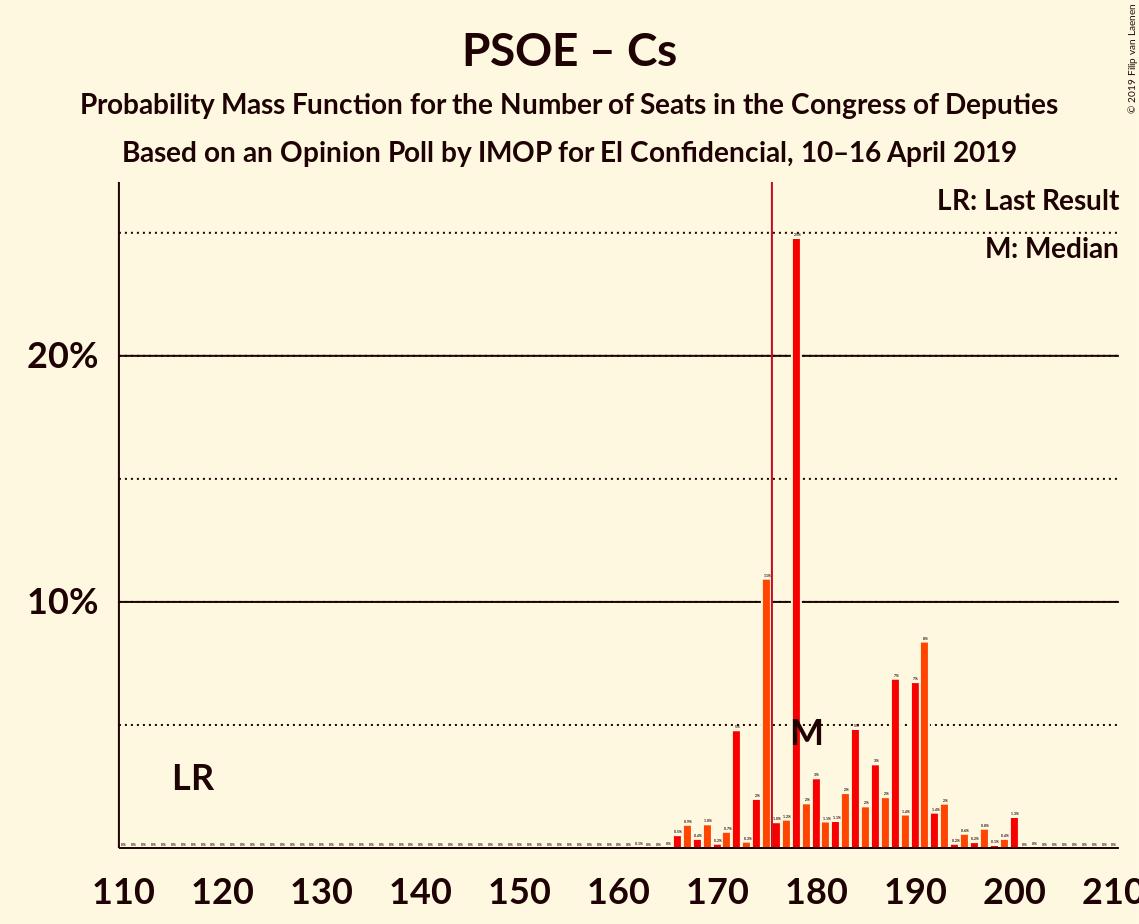 PSOE – Cs
Probability Mass Function for the Number of Seats in the Congress of Deputies
Based on an Opinion Poll by IMOP for El Confidencial, 10–16 April 2019
© 2019 Filip van Laenen
LR: Last Result
M: Median
20%
10%
M
LR
110 120 130 140 150 160 170 180 190 200 210